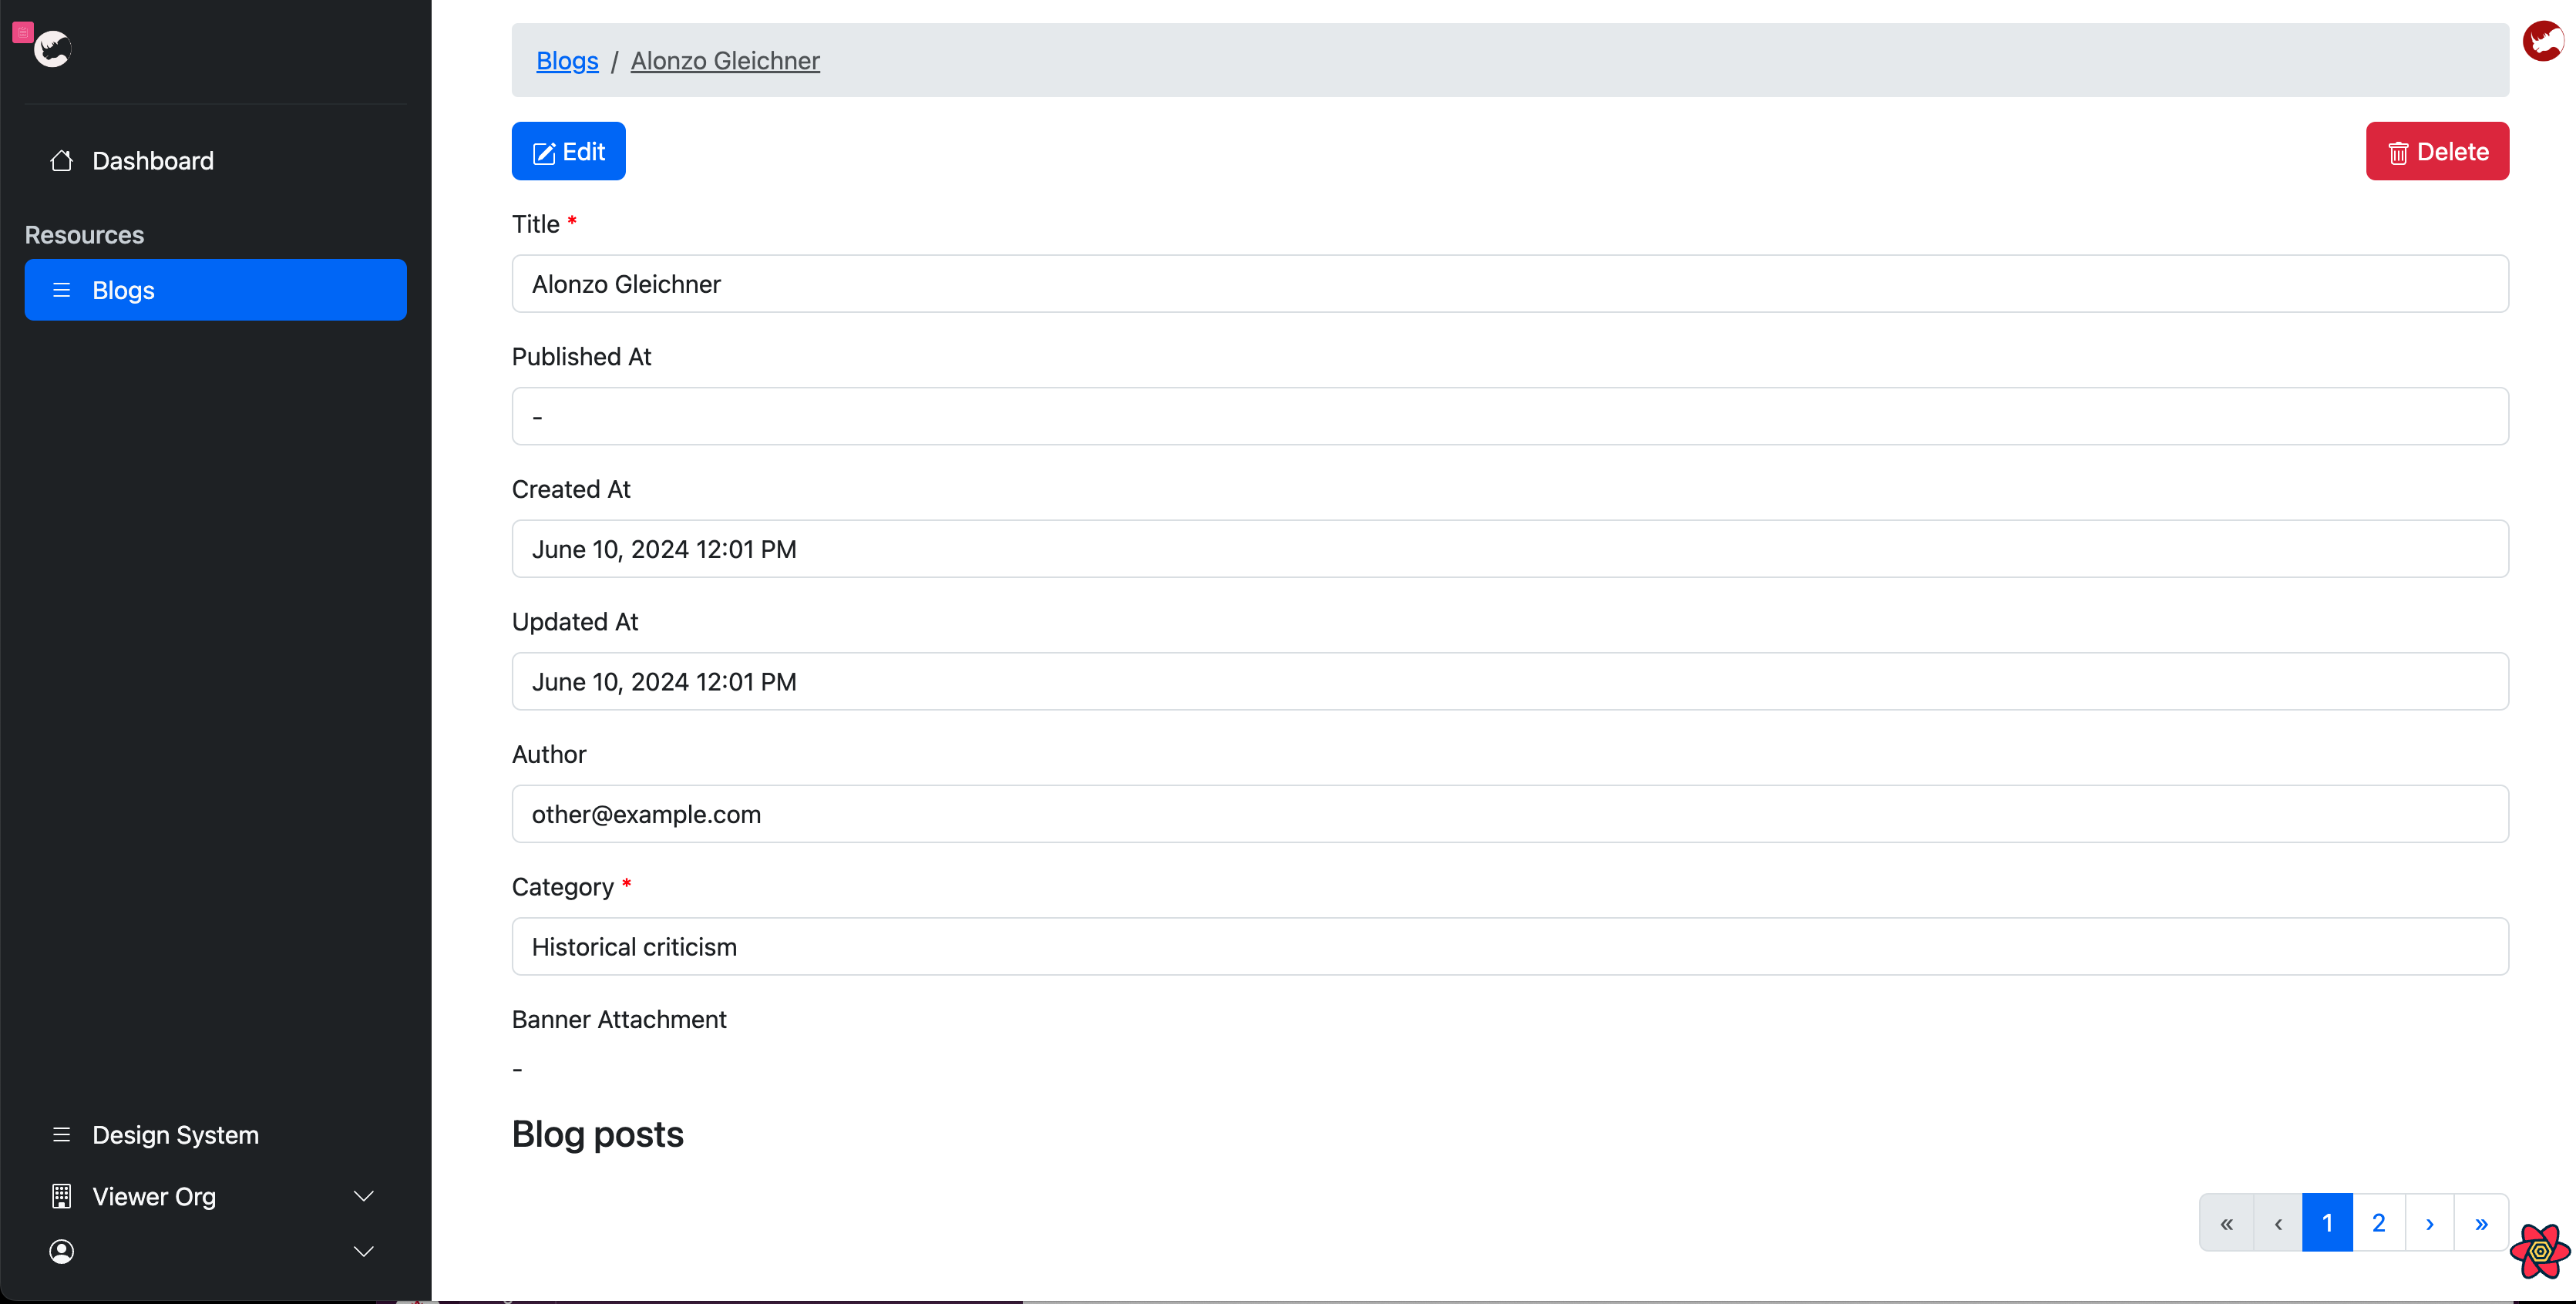 Dashboard
Resources
Blogs
Design System
Viewer Org
Blogs / Alonzo Gleichner
Edit
Delete
Title *
Alonzo Gleichner
Published At
-
Created At
June 10, 2024 12:01 PM
Updated At
June 10, 2024 12:01 PM
Author
other@example.com
Category *
Historical criticism
Banner Attachment
-
Blog posts
« ‹ 1 2 › »